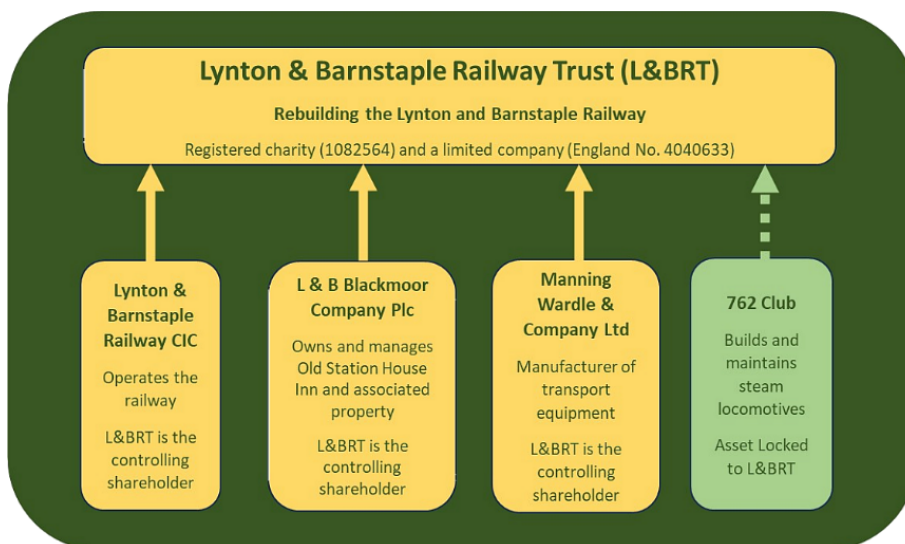 Lynton & Barnstaple Railway Trust (L&BRT)
Rebuilding the Lynton and Barnstaple Railway
Registered charity (1082564) and a limited company (England No. 4040633)
Lynton &
Barnstaple
Railway CIC
Operates the
railway
L&BRT is the
controlling
shareholder
L & B Blackmoor
Company Plc
Owns and manages
Old Station House
Inn and associated
property
L&BRT is the
controlling
shareholder
Manning
Wardle &
Company Ltd
Manufacturer of
transport
equipment
L&BRT is the
controlling
shareholder
762 Club
Builds and
maintains
steam
locomotives
Asset Locked
to L&BRT